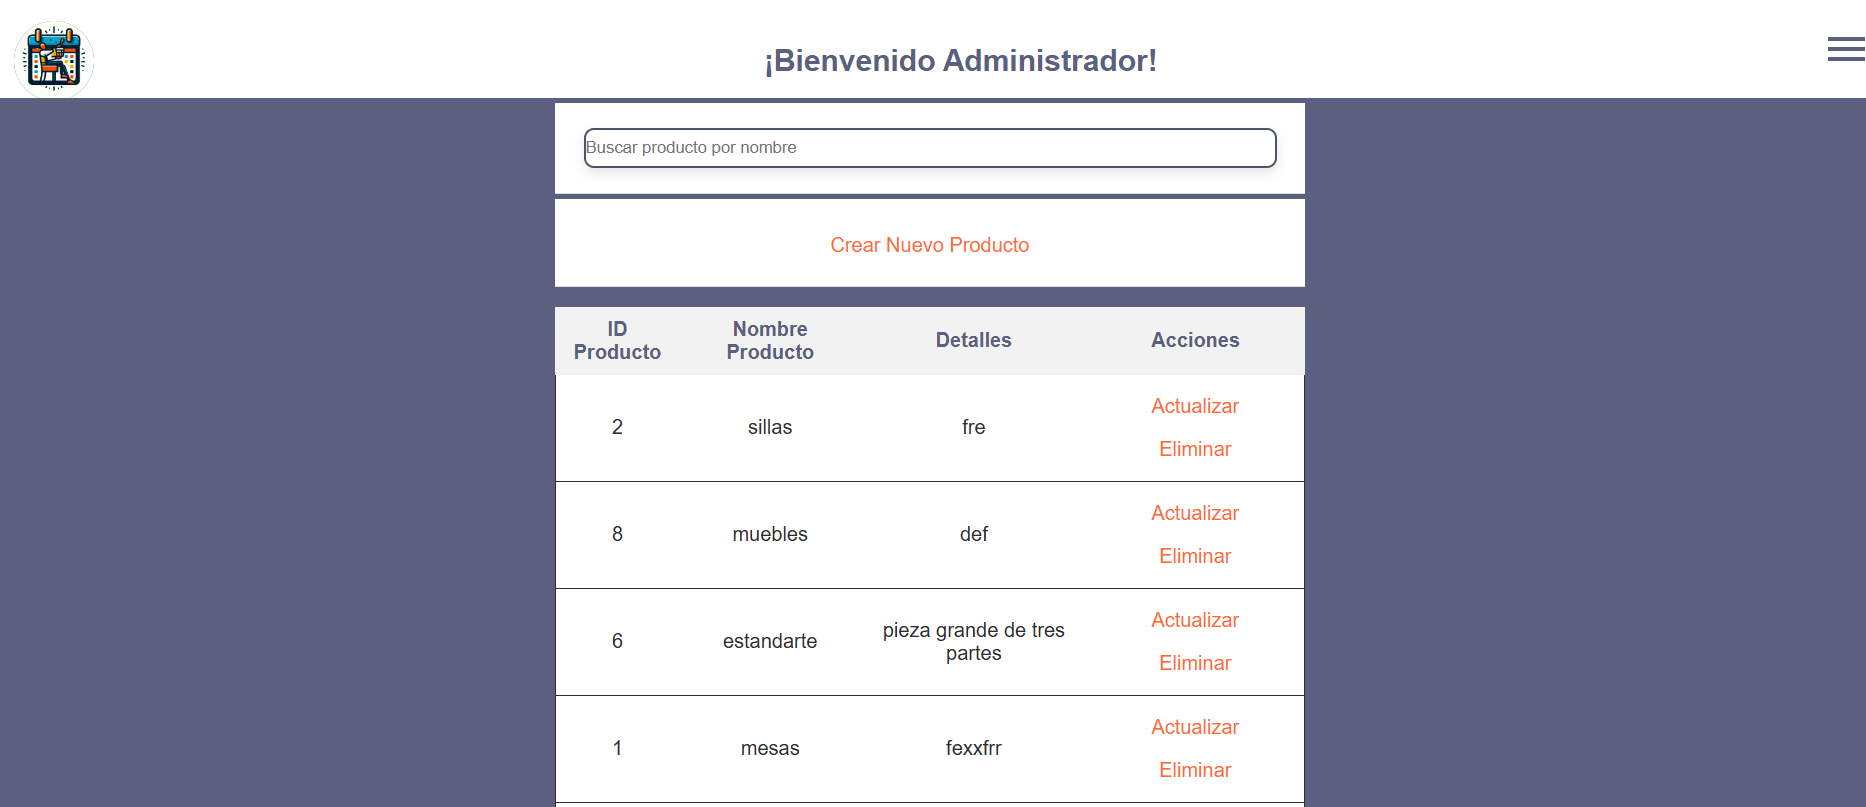 ¡Bienvenido Administrador!
Buscar producto por nombre
Crear Nuevo Producto
ID Producto Nombre Producto Detalles Acciones
2 sillas fre Actualizar
Eliminar
8 muebles def Actualizar
Eliminar
6 estandarte pieza grande de tres partes Actualizar
Eliminar
1 mesas fexxfrr Actualizar
Eliminar